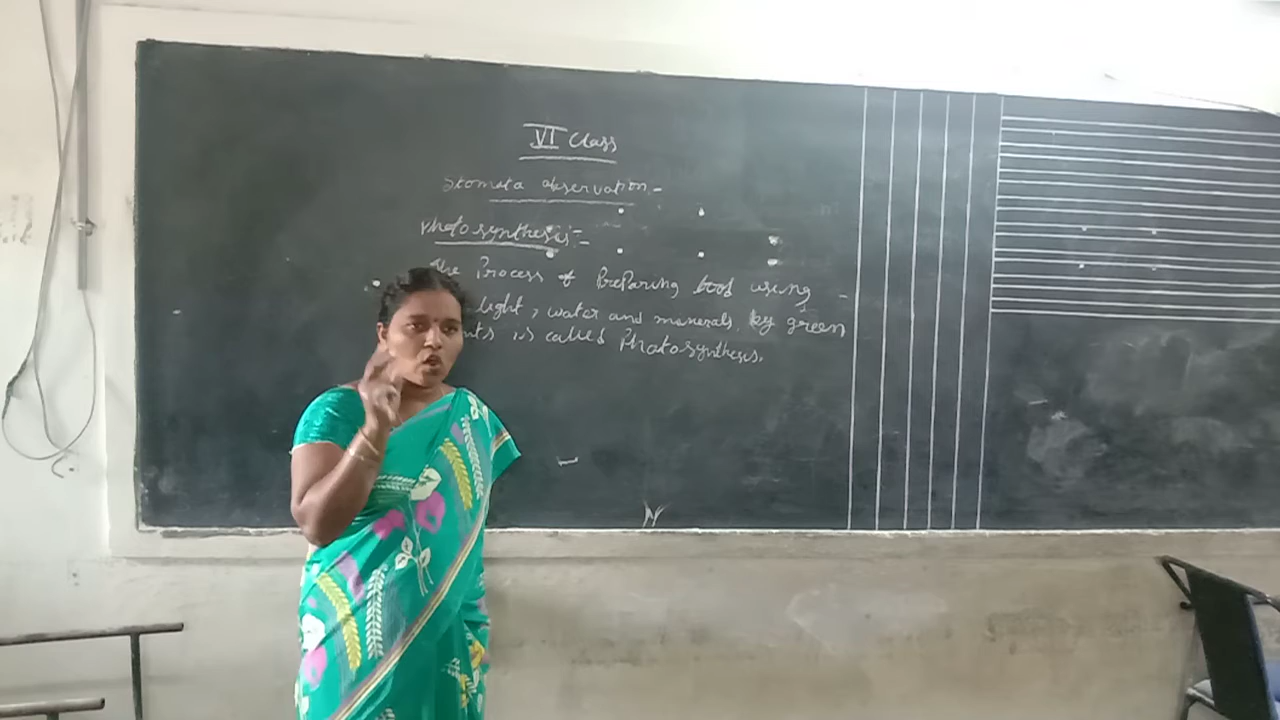 VI Class
Stomata observation:-
Photosynthesis:-
The Process of Preparing food using
light, water and minerals by green
is called Photosynthesis.